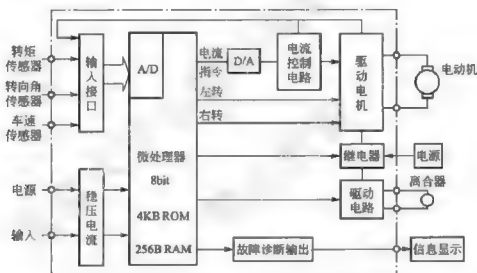 转矩
传感器
转向角
传感器
车速
传感器
电源
输入
输入接口
稳压电流
A/D
微处理器
8bit
4KB ROM
256B RAM
电流
指令
左转
右转
D/A
电流
控制
电路
驱动电机
电动机
继电器
电源
驱动
电路
离合器
故障诊断输出
信息显示